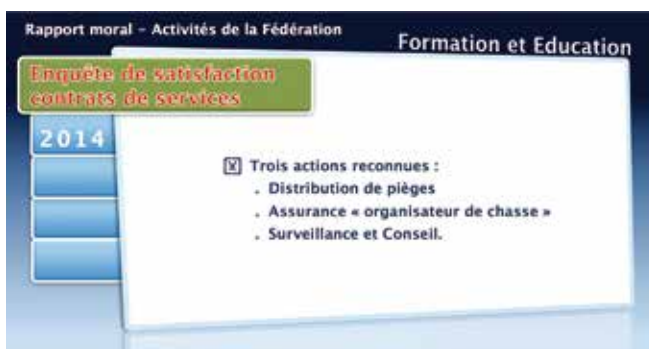 Rapport moral – Activités de la Fédération
Formation et Education
Enquête de satisfaction
contrats de services
2014
Trois actions reconnues :
. Distribution de pièges
. Assurance « organisateur de chasse »
. Surveillance et Conseil.